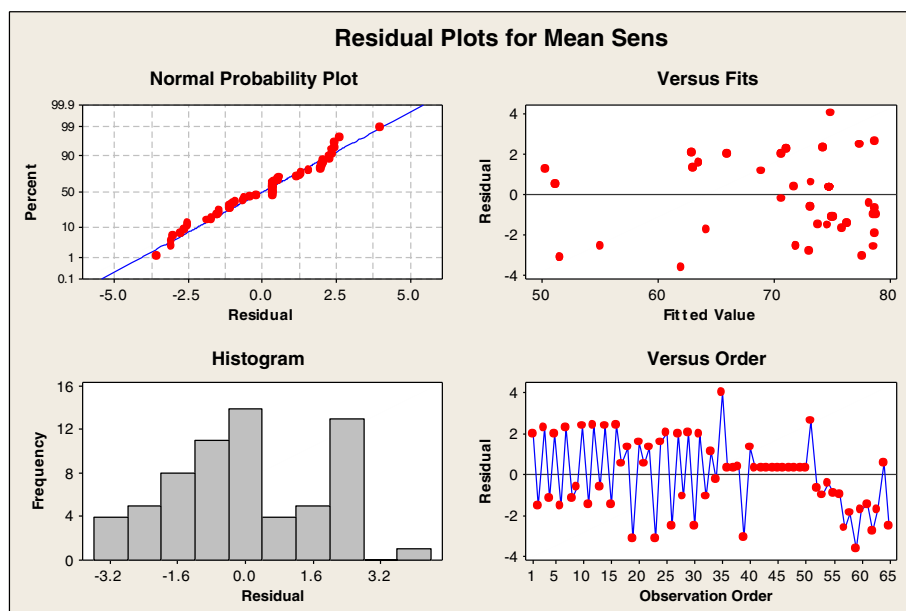 Residual Plots for Mean Sens
Normal Probability Plot
99.9
99
90
50
10
1
0.1
Percent
-5.0 -2.5 0.0 2.5 5.0
Residual
Versus Fits
4
2
0
-2
-4
Residual
50 60 70 80
Fitted Value
Histogram
16
12
8
4
0
Frequency
-3.2 -1.6 0.0 1.6 3.2
Residual
Versus Order
4
2
0
-2
-4
Residual
1 5 10 15 20 25 30 35 40 45 50 55 60 65
Observation Order